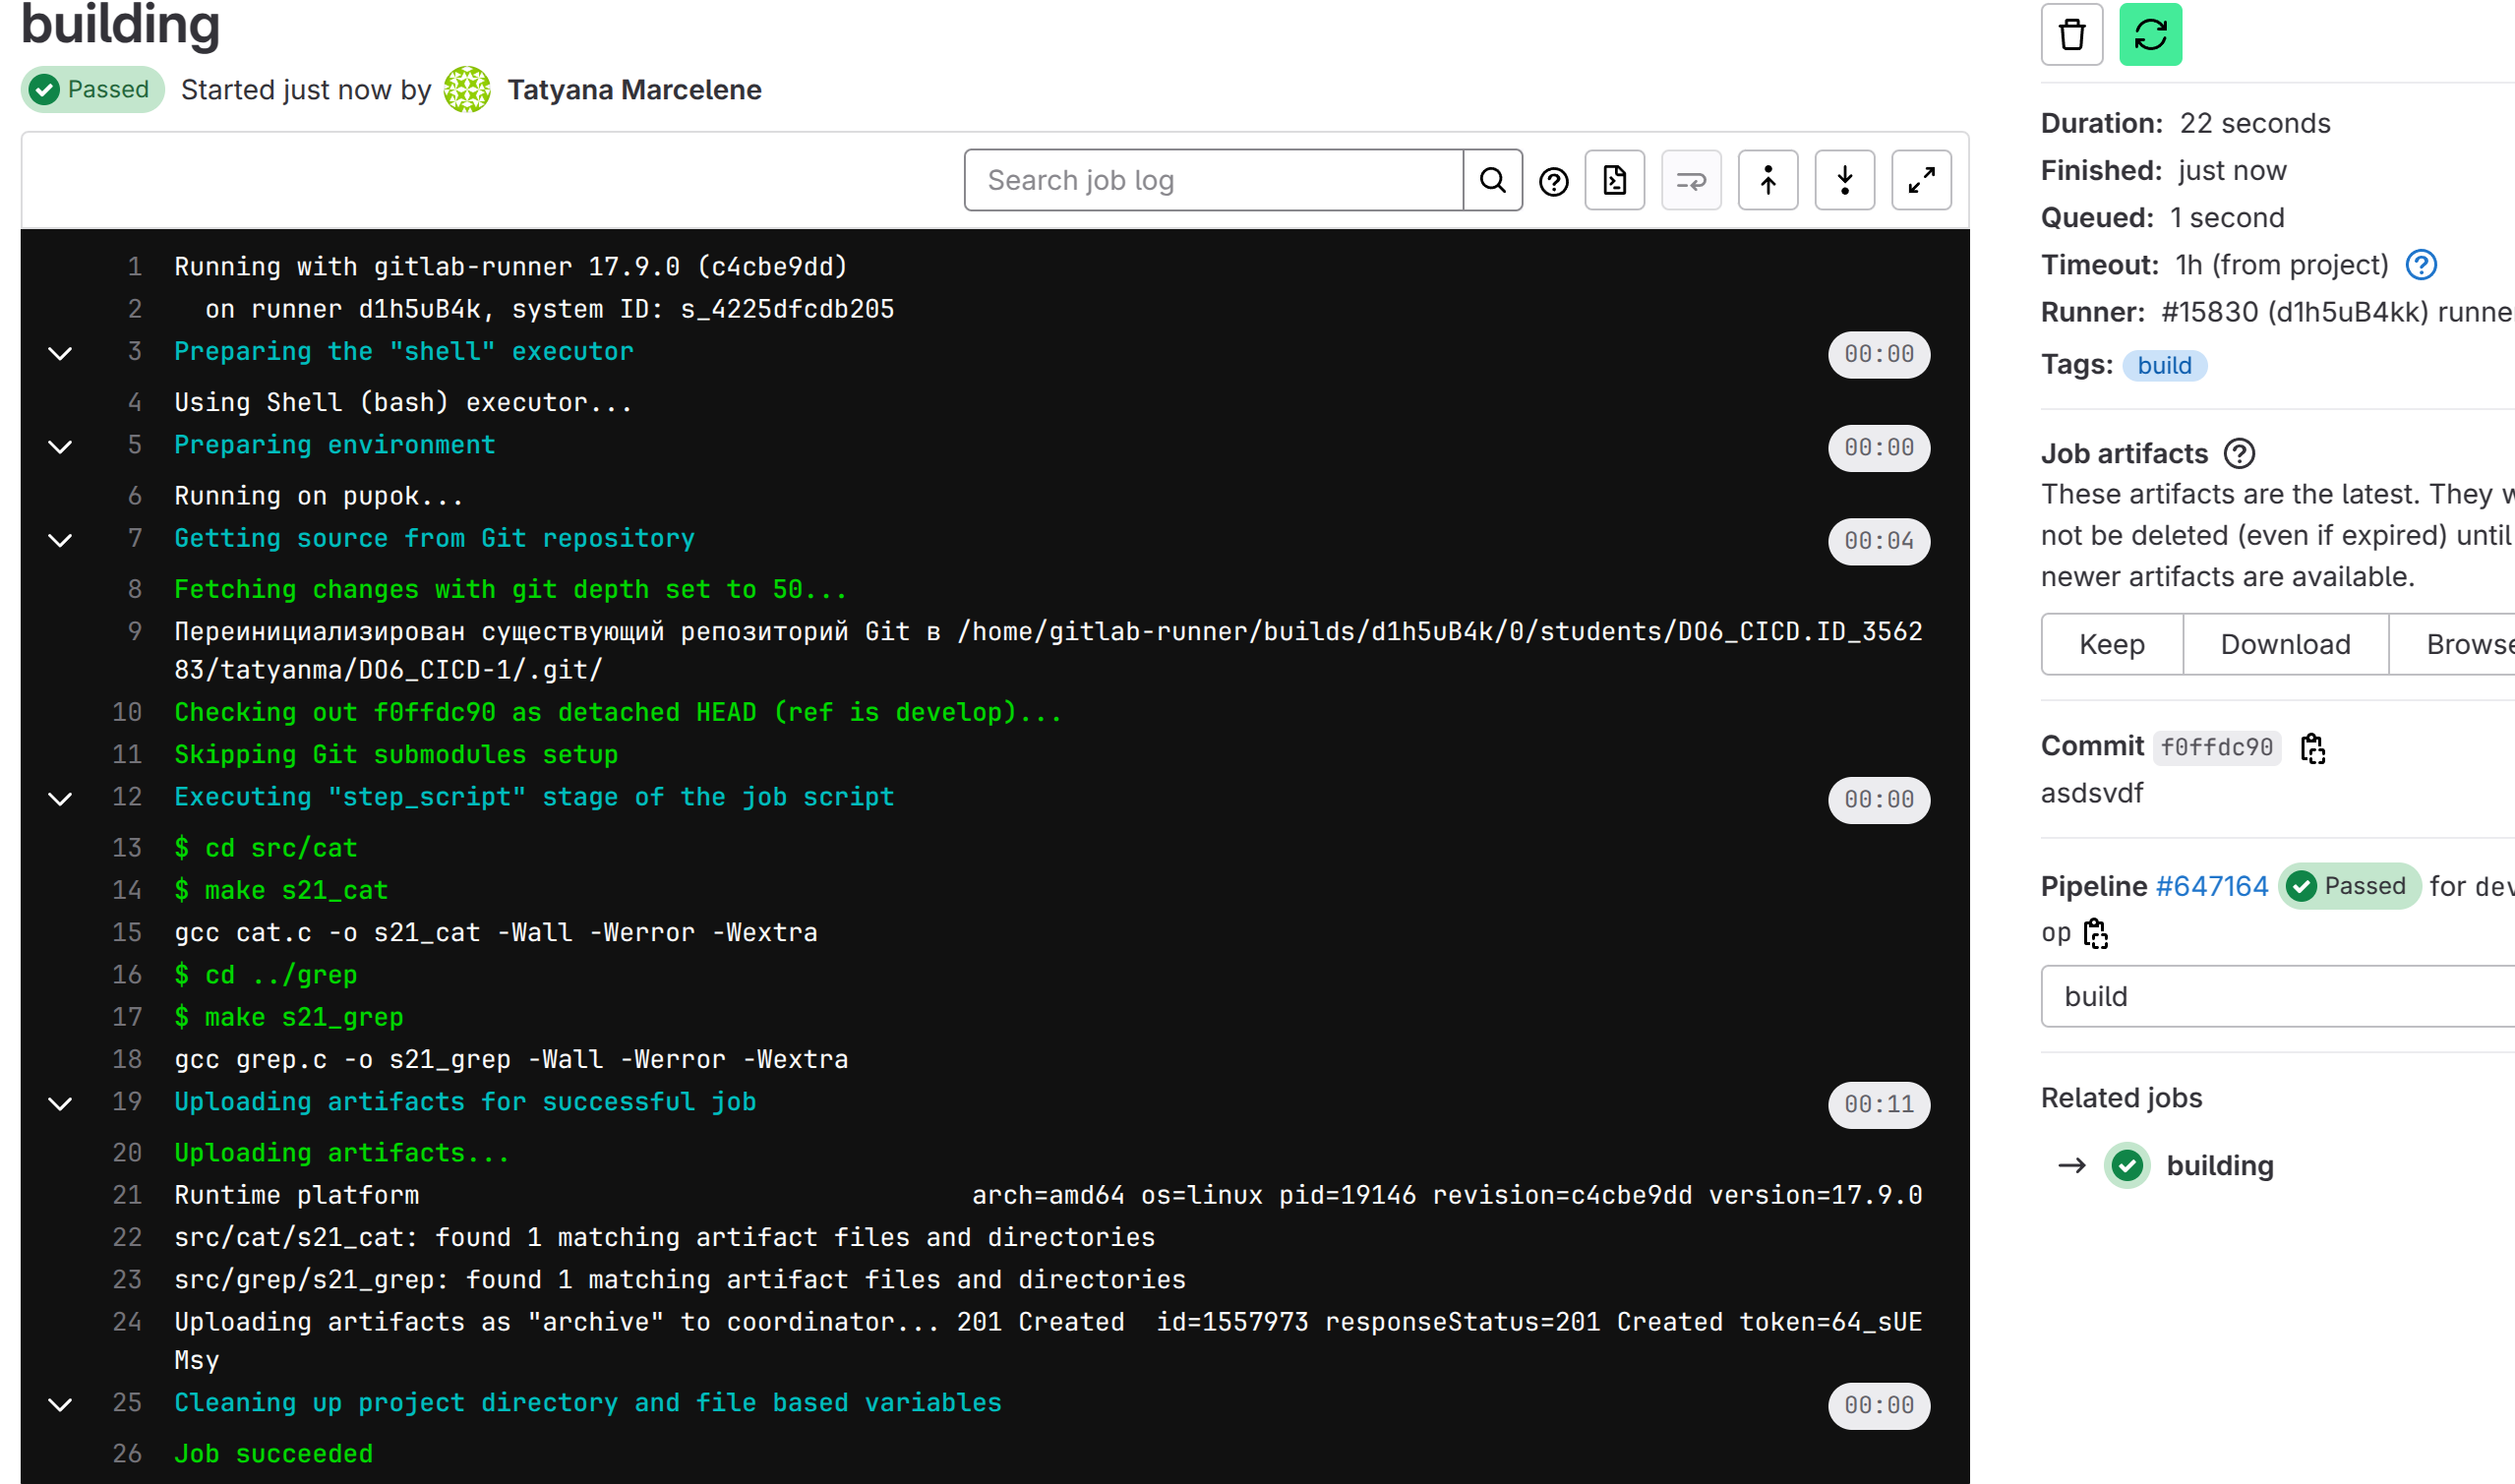 building
Passed Started just now by Tatyana Marcelene
Search job log
1 Running with gitlab-runner 17.9.0 (c4cbe9dd)
2 on runner d1h5uB4k, system ID: s_4225dfcdb205
3 Preparing the "shell" executor 00:00
4 Using Shell (bash) executor...
5 Preparing environment 00:00
6 Running on pupok...
7 Getting source from Git repository 00:04
8 Fetching changes with git depth set to 50...
9 Переинициализирован существующий репозиторий Git в /home/gitlab-runner/builds/d1h5uB4k/0/students/DO6_CICD.ID_3562
83/tatyanma/DO6_CICD-1/.git/
10 Checking out f0ffdc90 as detached HEAD (ref is develop)...
11 Skipping Git submodules setup
12 Executing "step_script" stage of the job script 00:00
13 $ cd src/cat
14 $ make s21_cat
15 gcc cat.c -o s21_cat -Wall -Werror -Wextra
16 $ cd ../grep
17 $ make s21_grep
18 gcc grep.c -o s21_grep -Wall -Werror -Wextra
19 Uploading artifacts for successful job 00:11
20 Uploading artifacts...
21 Runtime platform arch=amd64 os=linux pid=19146 revision=c4cbe9dd version=17.9.0
22 src/cat/s21_cat: found 1 matching artifact files and directories
23 src/grep/s21_grep: found 1 matching artifact files and directories
24 Uploading artifacts as "archive" to coordinator... 201 Created id=1557973 responseStatus=201 Created token=64_sUE
Msy
25 Cleaning up project directory and file based variables 00:00
26 Job succeeded
Duration: 22 seconds
Finished: just now
Queued: 1 second
Timeout: 1h (from project)
Runner: #15830 (d1h5uB4kk) runne
Tags: build
Job artifacts
These artifacts are the latest. They w
not be deleted (even if expired) until
newer artifacts are available.
Keep Download Browse
Commit f0ffdc90
asdsvdf
Pipeline #647164 Passed for dev
op
build
Related jobs
building